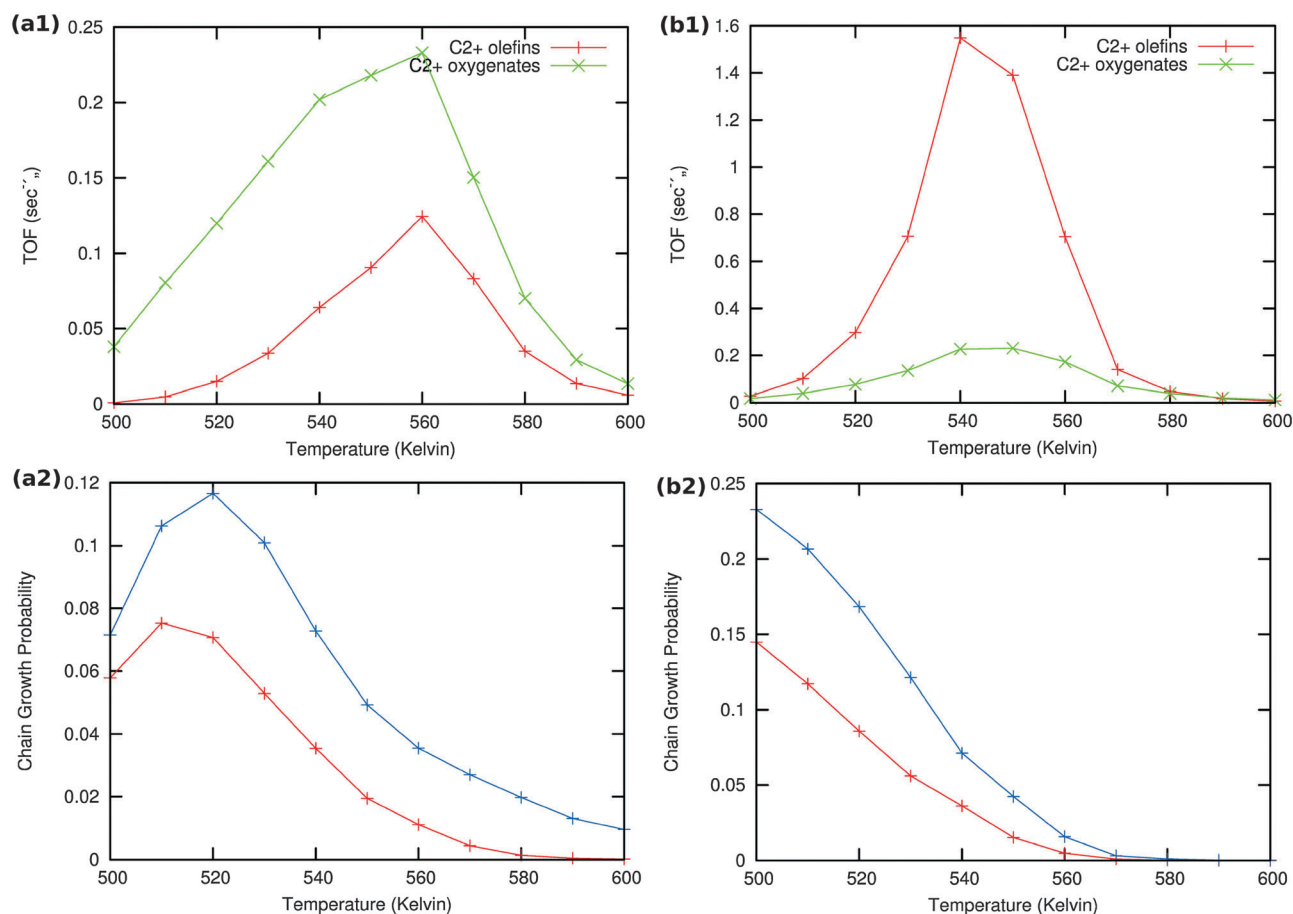 (a1)
0.25
0.2
0.15
0.1
0.05
0
TOF (sec⁻´„)
C2+ olefins
C2+ oxygenates
500 520 540 560 580 600
Temperature (Kelvin)
(b1)
1.6
1.4
1.2
1
0.8
0.6
0.4
0.2
0
TOF (sec⁻´„)
C2+ olefins
C2+ oxygenates
500 520 540 560 580 600
Temperature (Kelvin)
(a2)
0.12
0.1
0.08
0.06
0.04
0.02
0
Chain Growth Probability
500 520 540 560 580 600
Temperature (Kelvin)
(b2)
0.25
0.2
0.15
0.1
0.05
0
Chain Growth Probability
500 520 540 560 580 600
Temperature (Kelvin)